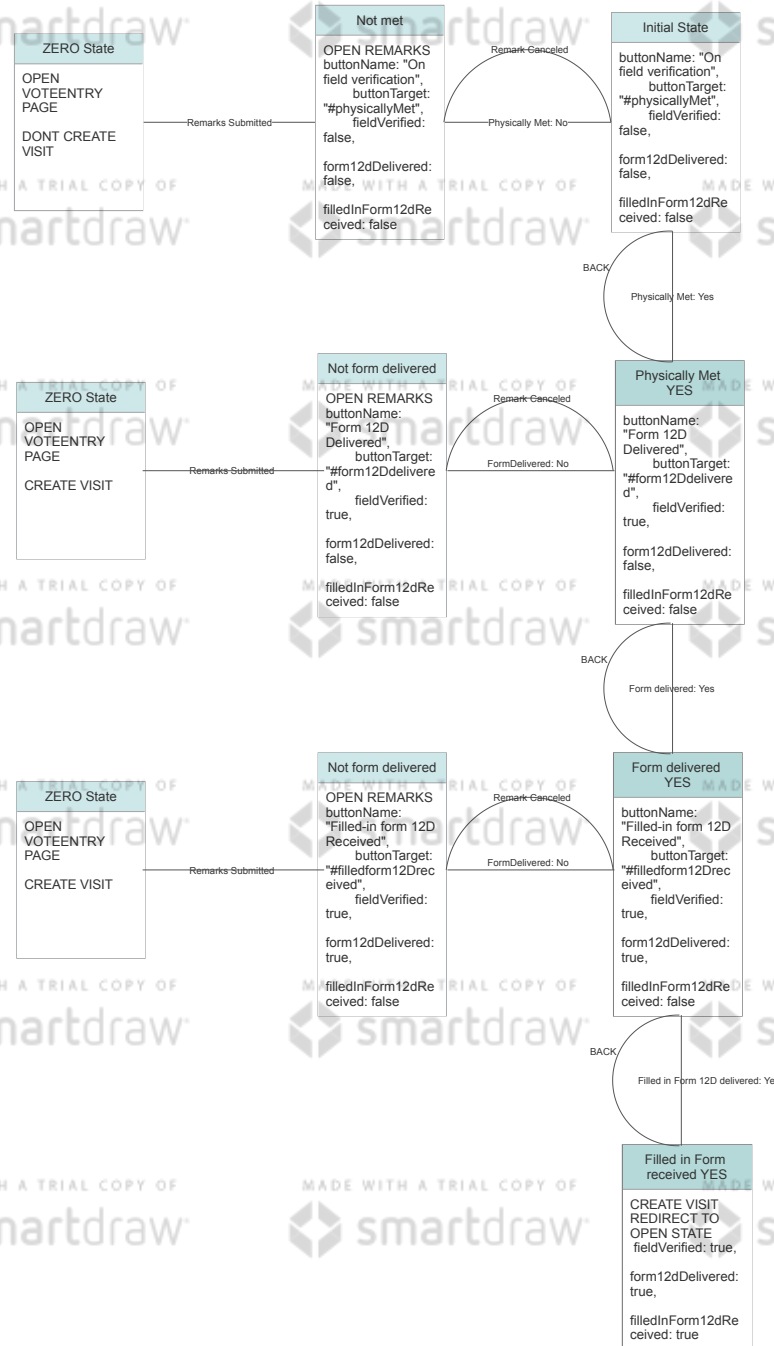 ZERO State
OPEN
VOTEENTRY
PAGE
DONT CREATE
VISIT
Remarks Submitted
Not met
OPEN REMARKS
buttonName: "On
field verification",
buttonTarget:
"#physicallyMet",
fieldVerified:
false,
form12dDelivered:
false,
filledInForm12dRe
ceived: false
Remark Canceled
Physically Met: No
Initial State
buttonName: "On
field verification",
buttonTarget:
"#physicallyMet",
fieldVerified:
false,
form12dDelivered:
false,
filledInForm12dRe
ceived: false
BACK
Physically Met: Yes
ZERO State
OPEN
VOTEENTRY
PAGE
CREATE VISIT
Remarks Submitted
Not form delivered
OPEN REMARKS
buttonName:
"Form 12D
Delivered",
buttonTarget:
"#form12Ddelivere
d",
fieldVerified:
true,
form12dDelivered:
false,
filledInForm12dRe
ceived: false
Remark Canceled
FormDelivered: No
Physically Met
YES
buttonName:
"Form 12D
Delivered",
buttonTarget:
"#form12Ddelivere
d",
fieldVerified:
true,
form12dDelivered:
false,
filledInForm12dRe
ceived: false
BACK
Form delivered: Yes
ZERO State
OPEN
VOTEENTRY
PAGE
CREATE VISIT
Remarks Submitted
Not form delivered
OPEN REMARKS
buttonName:
"Filled-in form 12D
Received",
buttonTarget:
"#filledform12Drec
eived",
fieldVerified:
true,
form12dDelivered:
true,
filledInForm12dRe
ceived: false
Remark Canceled
FormDelivered: No
Form delivered
YES
buttonName:
"Filled-in form 12D
Received",
buttonTarget:
"#filledform12Drec
eived",
fieldVerified:
true,
form12dDelivered:
true,
filledInForm12dRe
ceived: false
BACK
Filled in Form 12D delivered: Ye
Filled in Form
received YES
CREATE VISIT
REDIRECT TO
OPEN STATE
fieldVerified: true,
form12dDelivered:
true,
filledInForm12dRe
ceived: true
MADE WITH A TRIAL COPY OF
smartdraw